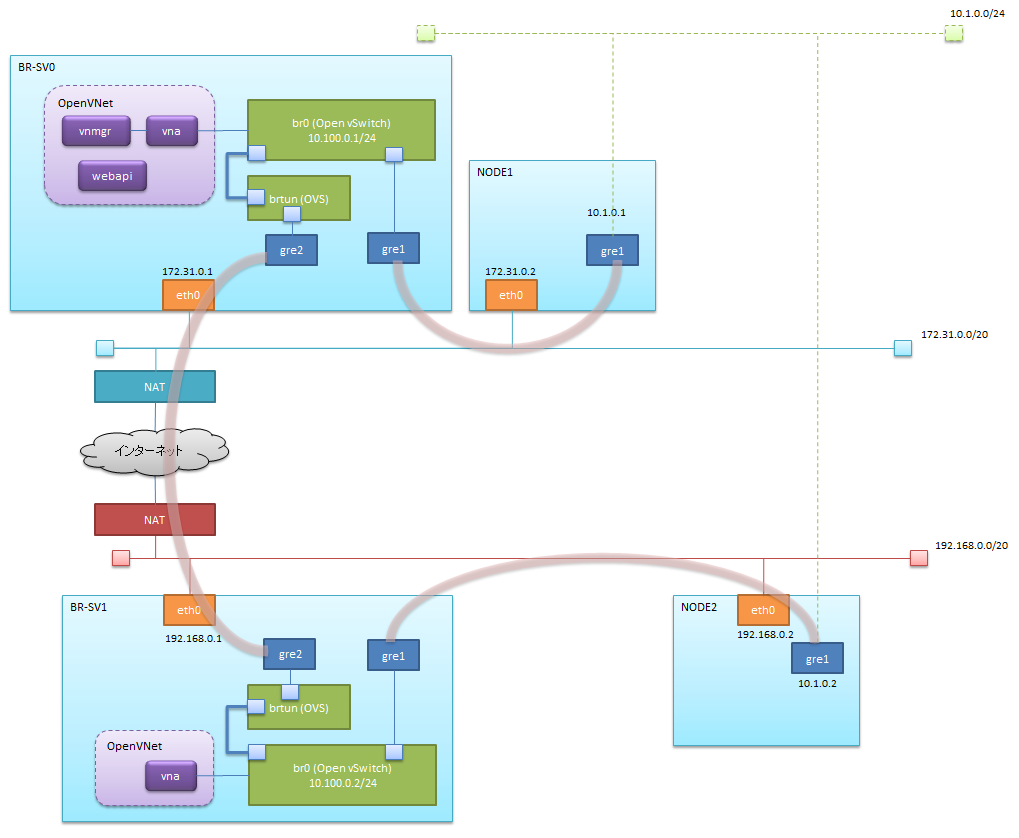 10.1.0.0/24
BR-SV0
OpenVNet
vnmgr
vna
webapi
br0 (Open vSwitch)
10.100.0.1/24
brtun (OVS)
gre2
gre1
172.31.0.1
eth0
NODE1
10.1.0.1
gre1
172.31.0.2
eth0
172.31.0.0/20
NAT
インターネット
NAT
192.168.0.0/20
BR-SV1
eth0
192.168.0.1
gre2
gre1
brtun (OVS)
OpenVNet
vna
br0 (Open vSwitch)
10.100.0.2/24
NODE2
eth0
192.168.0.2
gre1
10.1.0.2